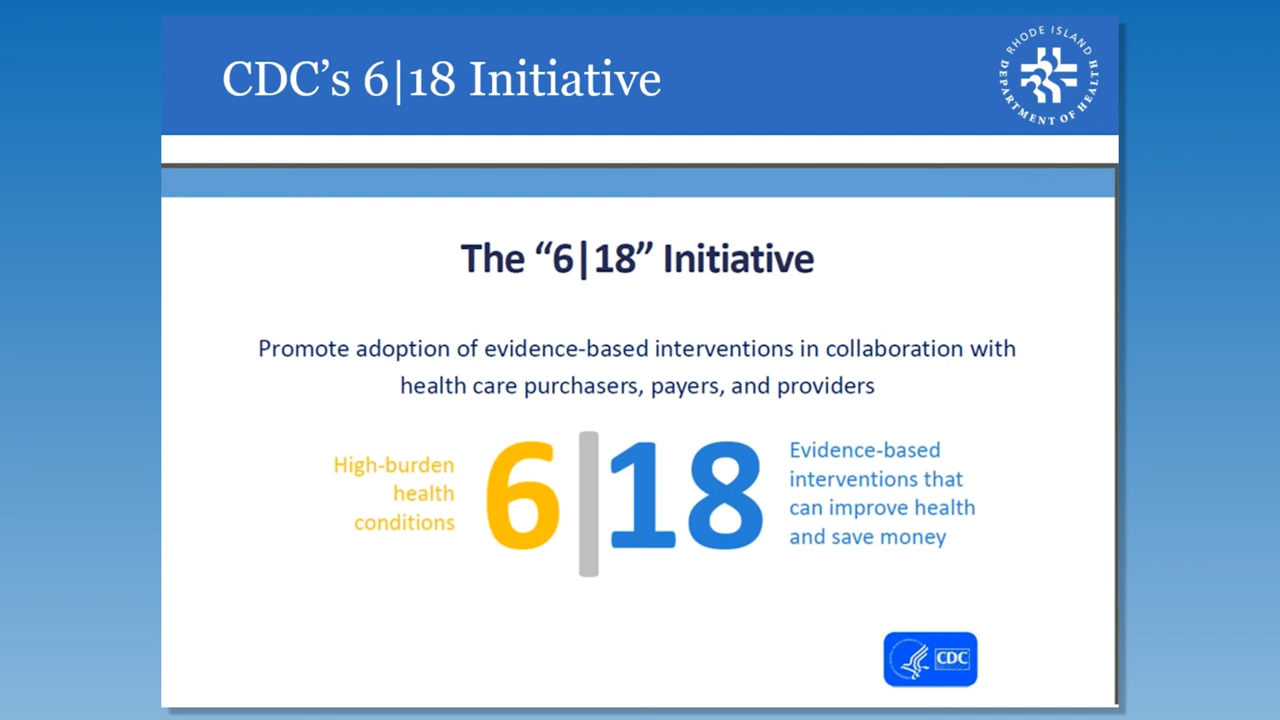 CDC's 6|18 Initiative
RHODE ISLAND
DEPARTMENT OF HEALTH
The “6|18” Initiative
Promote adoption of evidence-based interventions in collaboration with
health care purchasers, payers, and providers
High-burden
health
conditions
6|18
Evidence-based
interventions that
can improve health
and save money
CDC